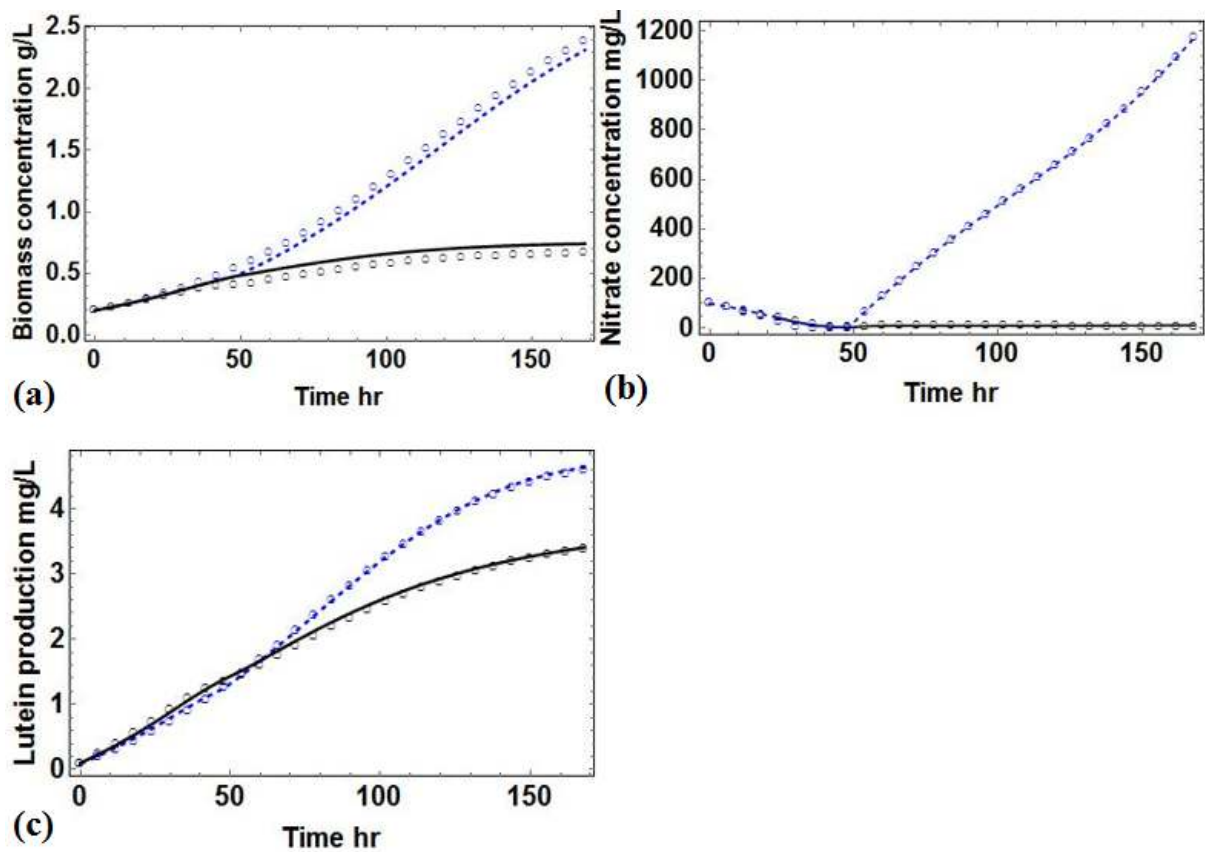 Biomass concentration g/L
2.5
2.0
1.5
1.0
0.5
0.0
0 50 100 150
Time hr
(a)
Nitrate concentration mg/L
1200
1000
800
600
400
200
0
0 50 100 150
Time hr
(b)
Lutein production mg/L
4
3
2
1
0
0 50 100 150
Time hr
(c)